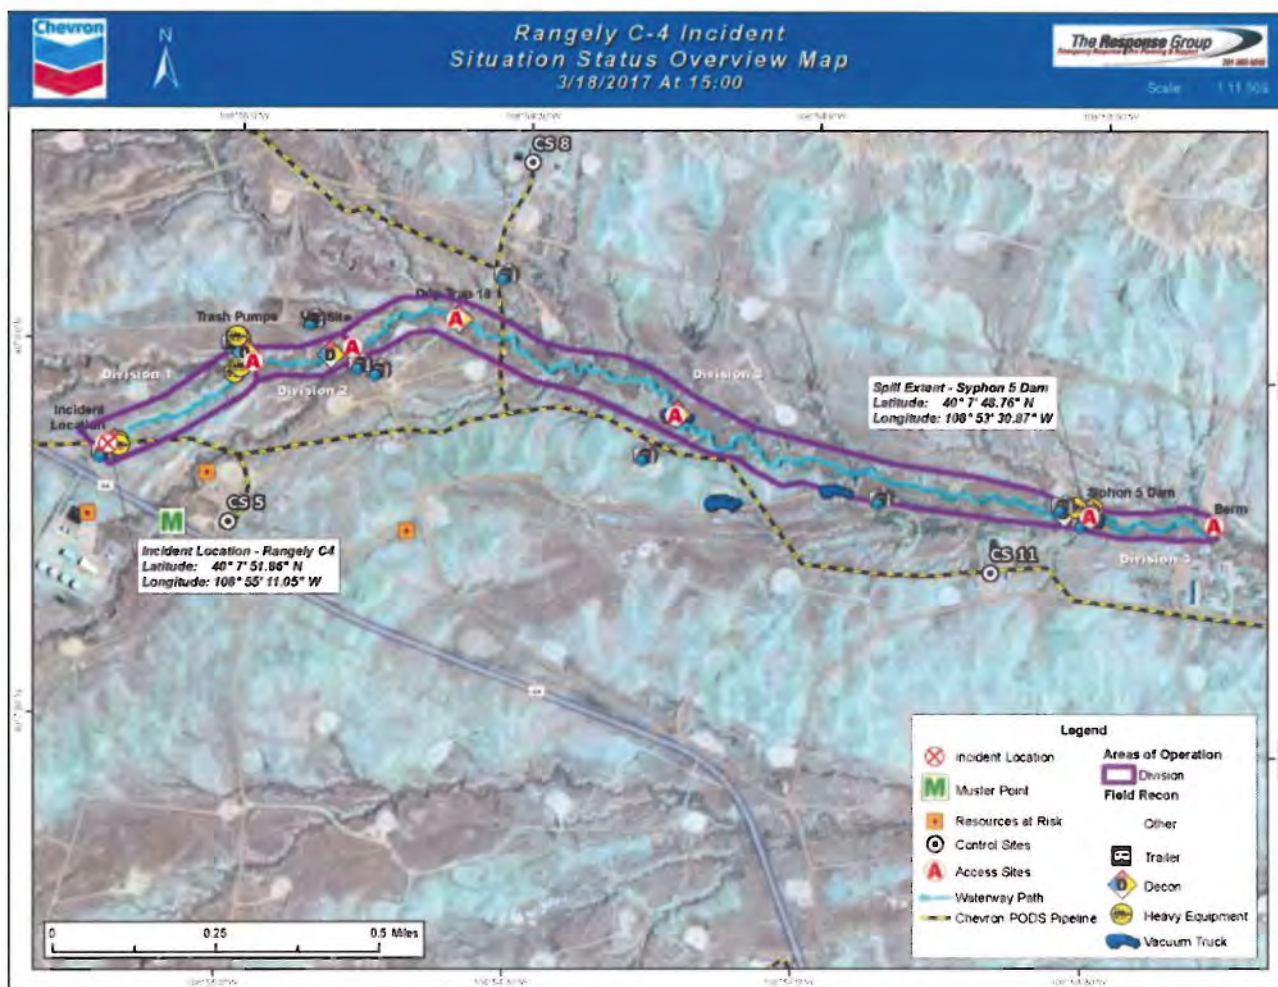 Chevron
N
Rangely C-4 Incident
Situation Status Overview Map
3/18/2017 At 15:00
The Response Group
Scale
CS 8
Trash Pumps
Division 1
Division 2
Incident
Location
CS 5
M
Incident Location - Rangely C4
Latitude: 40° 7' 51.86" N
Longitude: 108° 55' 11.05" W
Spill Extent - Syphon 5 Dam
Latitude: 40° 7' 48.76" N
Longitude: 108° 53' 30.87" W
Siphon 5 Dam
Berm
CS 11
Legend
Incident Location
Muster Point
Resources at Risk
Control Sites
Access Sites
Waterway Path
Chevron PODS Pipeline
Areas of Operation
Division
Field Recon
Other
Trailer
Decon
Heavy Equipment
Vacuum Truck
0 0.25 0.5 Miles